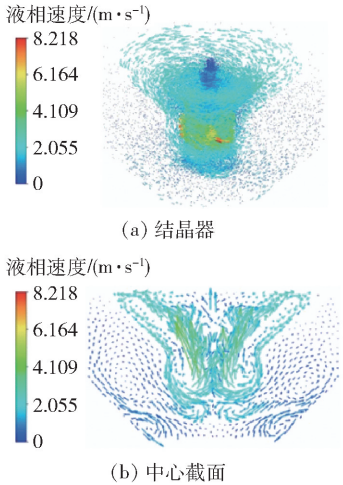 液相速度/(m·s⁻¹)
8.218
6.164
4.109
2.055
0
(a) 结晶器
液相速度/(m·s⁻¹)
8.218
6.164
4.109
2.055
0
(b) 中心截面